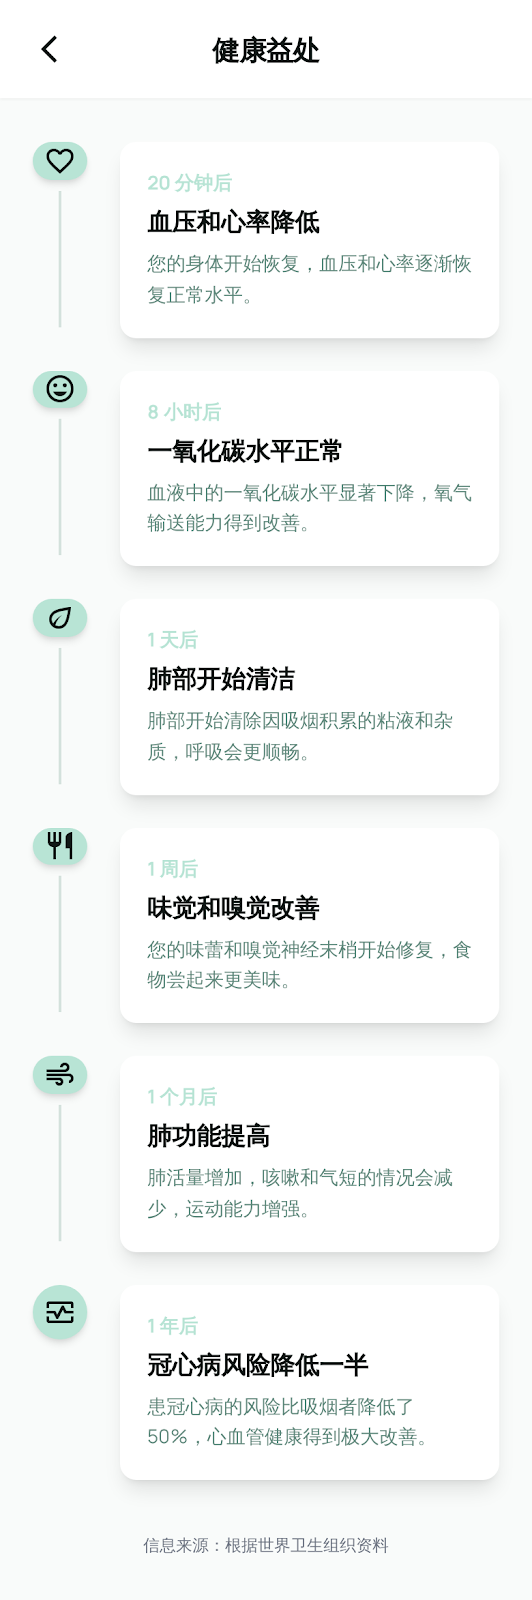 健康益处
20 分钟后
血压和心率降低
您的身体开始恢复，血压和心率逐渐恢
复正常水平。
8 小时后
一氧化碳水平正常
血液中的一氧化碳水平显著下降，氧气
输送能力得到改善。
1 天后
肺部开始清洁
肺部开始清除因吸烟积累的粘液和杂
质，呼吸会更顺畅。
1 周后
味觉和嗅觉改善
您的味蕾和嗅觉神经末梢开始修复，食
物尝起来更美味。
1 个月后
肺功能提高
肺活量增加，咳嗽和气短的情况会减
少，运动能力增强。
1 年后
冠心病风险降低一半
患冠心病的风险比吸烟者降低了
50%，心血管健康得到极大改善。
信息来源：根据世界卫生组织资料